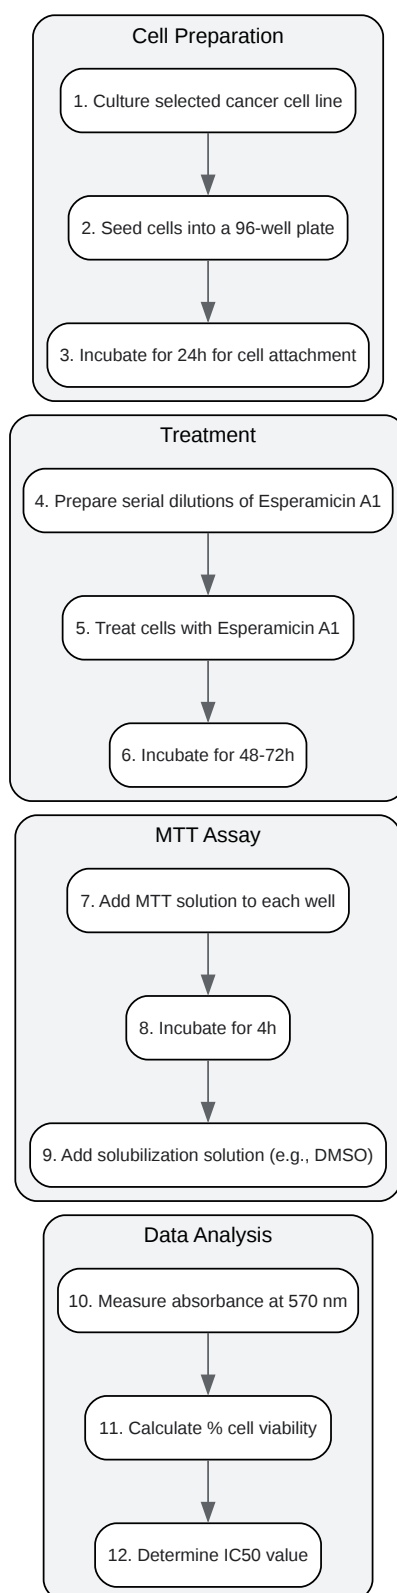 Cell Preparation
1. Culture selected cancer cell line
2. Seed cells into a 96-well plate
3. Incubate for 24h for cell attachment
Treatment
4. Prepare serial dilutions of Esperamicin A1
5. Treat cells with Esperamicin A1
6. Incubate for 48-72h
MTT Assay
7. Add MTT solution to each well
8. Incubate for 4h
9. Add solubilization solution (e.g., DMSO)
Data Analysis
10. Measure absorbance at 570 nm
11. Calculate % cell viability
12. Determine IC50 value